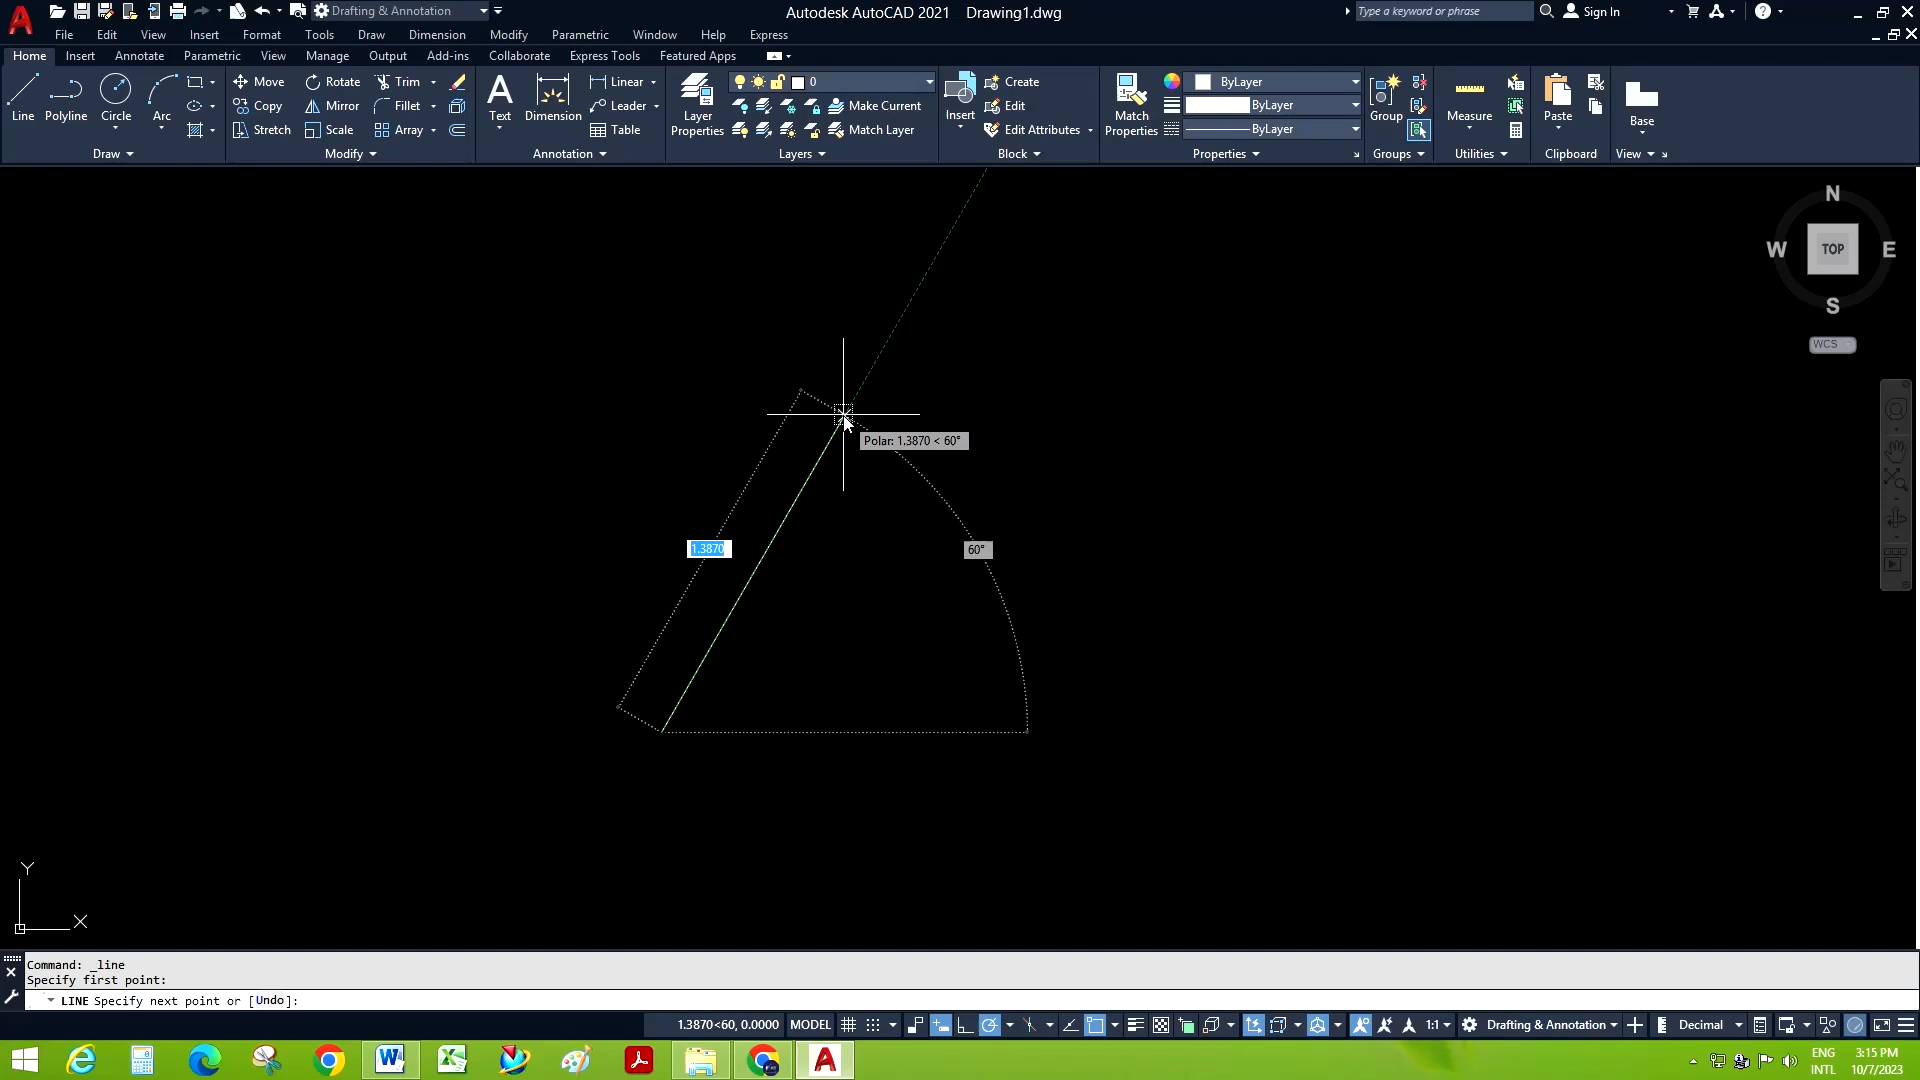 Drafting & Annotation
Autodesk AutoCAD 2021 Drawing1.dwg
Type a keyword or phrase
Sign In
File Edit View Insert Format Tools Draw Dimension Modify Parametric Window Help Express
Home Insert Annotate Parametric View Manage Output Add-ins Collaborate Express Tools Featured Apps
Line Polyline Circle Arc
Move Rotate Trim
Copy Mirror Fillet
Stretch Scale Array
Text Dimension
Linear
Leader
Table
Layer Properties
0
Make Current
Match Layer
Insert
Create
Edit
Edit Attributes
Match Properties
ByLayer
ByLayer
ByLayer
Group
Measure
Paste
Base
Draw Modify Annotation Layers Block Properties Groups Utilities Clipboard View
N
W TOP E
S
WCS
Polar: 1.3870 < 60°
1.3870
60°
Y
X
Command: _line
Specify first point:
LINE Specify next point or [Undo]:
1.3870<60, 0.0000 MODEL 1:1 Drafting & Annotation Decimal
ENG 3:15 PM
INTL 10/7/2023